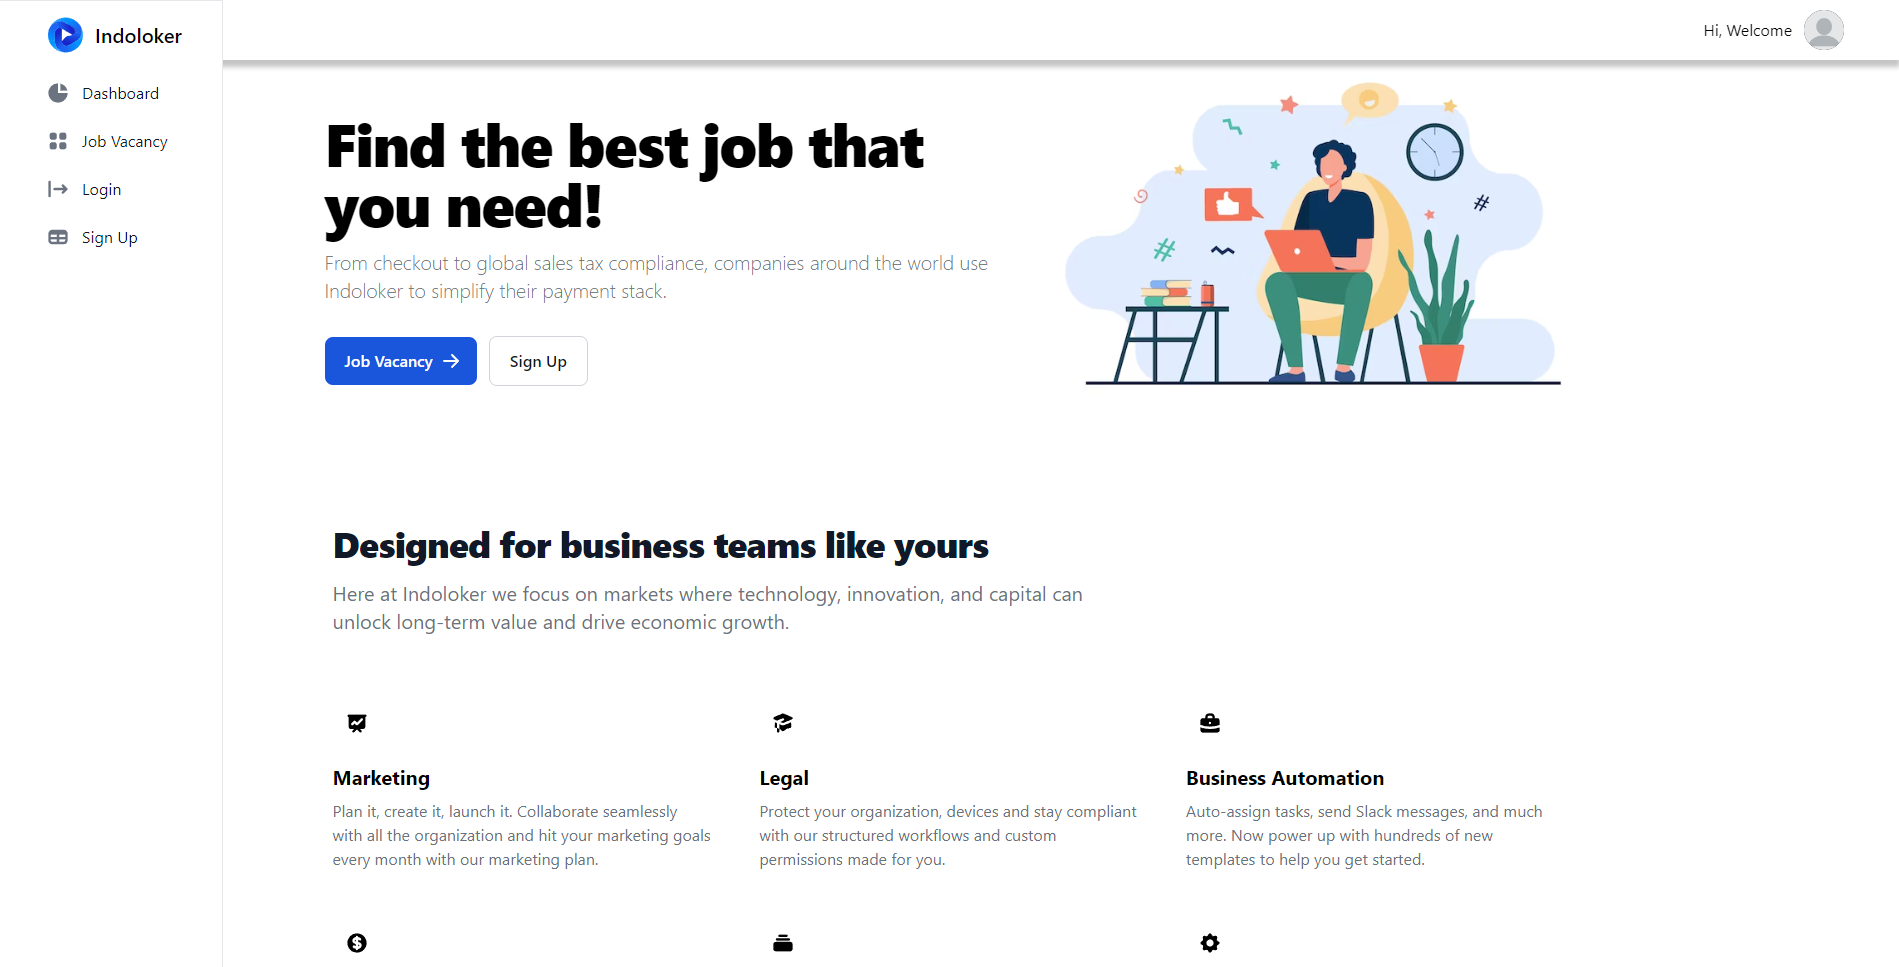 Indoloker
Dashboard
Job Vacancy
Login
Sign Up
Hi, Welcome
Find the best job that
you need!
From checkout to global sales tax compliance, companies around the world use
Indoloker to simplify their payment stack.
Job Vacancy
Sign Up
Designed for business teams like yours
Here at Indoloker we focus on markets where technology, innovation, and capital can
unlock long-term value and drive economic growth.
Marketing
Plan it, create it, launch it. Collaborate seamlessly
with all the organization and hit your marketing goals
every month with our marketing plan.
Legal
Protect your organization, devices and stay compliant
with our structured workflows and custom
permissions made for you.
Business Automation
Auto-assign tasks, send Slack messages, and much
more. Now power up with hundreds of new
templates to help you get started.